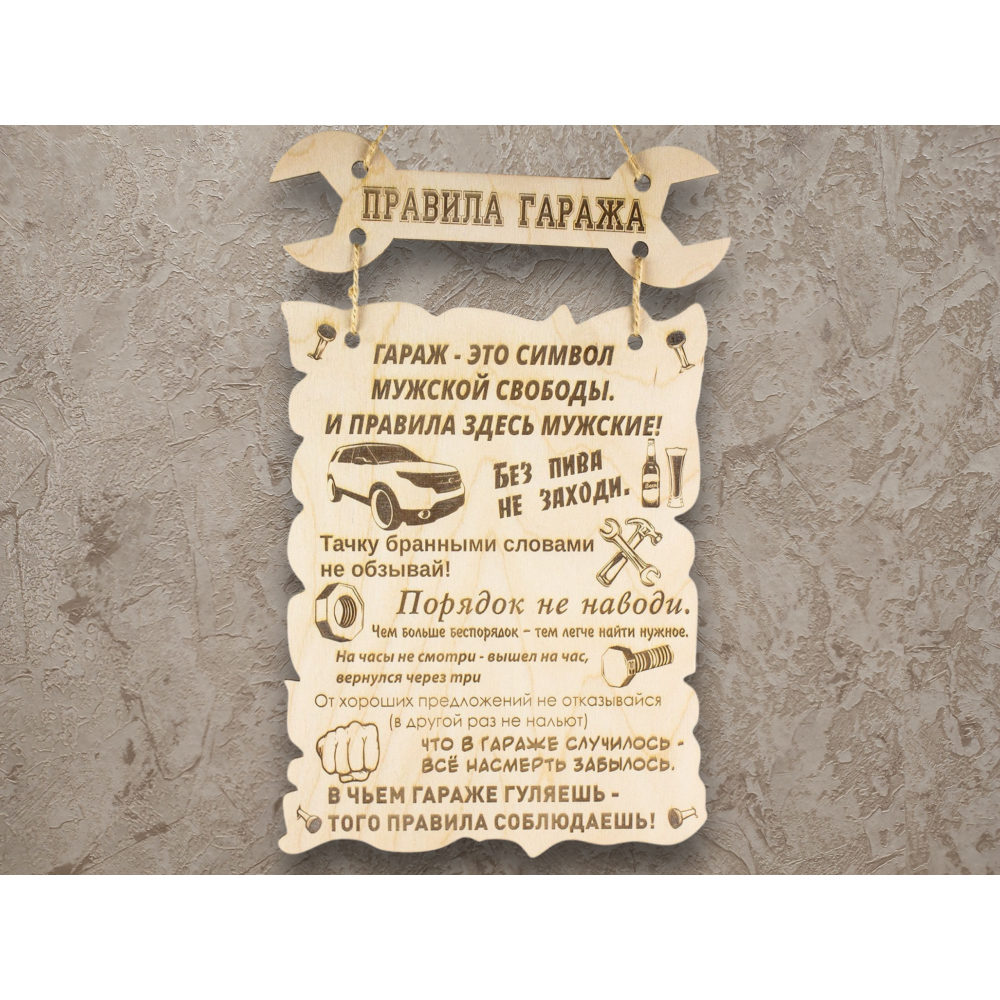 ПРАВИЛА ГАРАЖА
ГАРАЖ - ЭТО СИМВОЛ
МУЖСКОЙ СВОБОДЫ.
И ПРАВИЛА ЗДЕСЬ МУЖСКИЕ!
БЕЗ ПИВА
НЕ ЗАХОДИ.
Тачку бранными словами
не обзывай!
Порядок не наводи.
Чем больше беспорядок – тем легче найти нужное.
На часы не смотри - вышел на час,
вернулся через три
От хороших предложений не отказывайся
(в другой раз не нальют)
ЧТО В ГАРАЖЕ СЛУЧИЛОСЬ -
ВСЁ НАСМЕРТЬ ЗАБЫЛОСЬ.
В ЧЬЕМ ГАРАЖЕ ГУЛЯЕШЬ -
ТОГО ПРАВИЛА СОБЛЮДАЕШЬ!